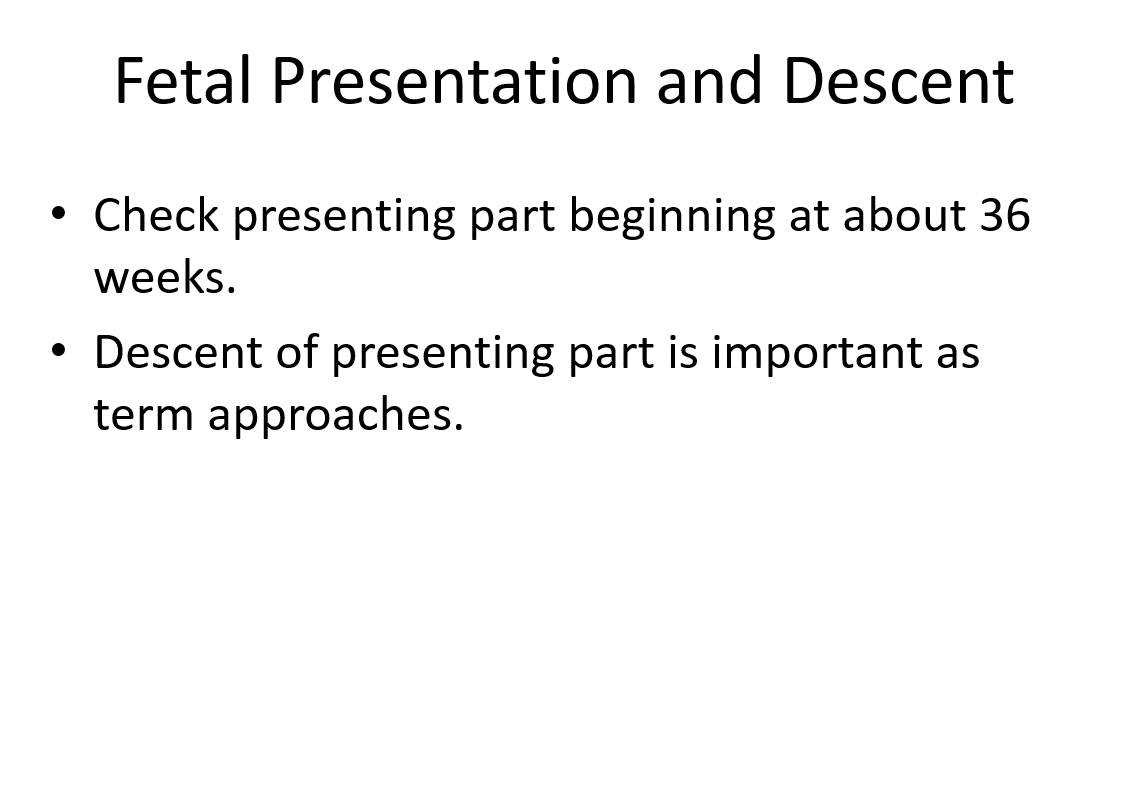 Fetal Presentation and Descent
• Check presenting part beginning at about 36
weeks.
• Descent of presenting part is important as
term approaches.